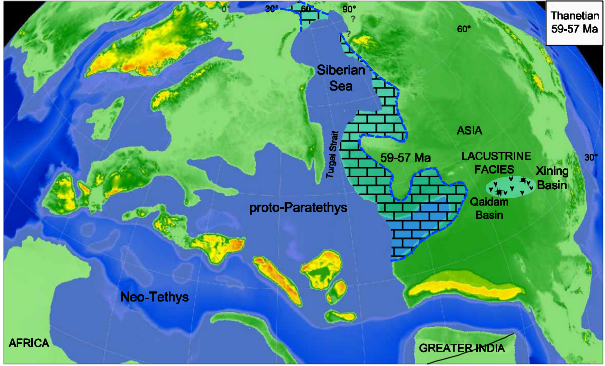 0°
30°
60°
90°
?
?
60°
Thanetian
59-57 Ma
Siberian
Sea
Turgai Strait
ASIA
59-57 Ma
LACUSTRINE
FACIES
Xining
Basin
30°
Qaidam
Basin
proto-Paratethys
Neo-Tethys
AFRICA
GREATER INDIA